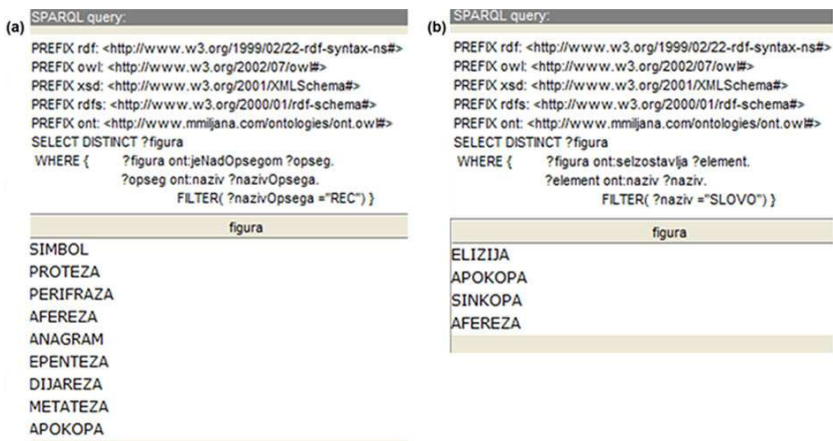 (a)
SPARQL query:
PREFIX rdf: <http://www.w3.org/1999/02/22-rdf-syntax-ns#>
PREFIX owl: <http://www.w3.org/2002/07/owl#>
PREFIX xsd: <http://www.w3.org/2001/XMLSchema#>
PREFIX rdfs: <http://www.w3.org/2000/01/rdf-schema#>
PREFIX ont: <http://www.mmiljana.com/ontologies/ont.owl#>
SELECT DISTINCT ?figura
WHERE { ?figura ont:jeNadOpsegom ?opseg.
?opseg ont:naziv ?nazivOpsega.
FILTER( ?nazivOpsega ="REC") }
figura
SIMBOL
PROTEZA
PERIFRAZA
AFEREZA
ANAGRAM
EPENTEZA
DIJAREZA
METATEZA
APOKOPA
(b)
SPARQL query:
PREFIX rdf: <http://www.w3.org/1999/02/22-rdf-syntax-ns#>
PREFIX owl: <http://www.w3.org/2002/07/owl#>
PREFIX xsd: <http://www.w3.org/2001/XMLSchema#>
PREFIX rdfs: <http://www.w3.org/2000/01/rdf-schema#>
PREFIX ont: <http://www.mmiljana.com/ontologies/ont.owl#>
SELECT DISTINCT ?figura
WHERE { ?figura ont:seIzostavlja ?element.
?element ont:naziv ?naziv.
FILTER( ?naziv ="SLOVO") }
figura
ELIZIJA
APOKOPA
SINKOPA
AFEREZA